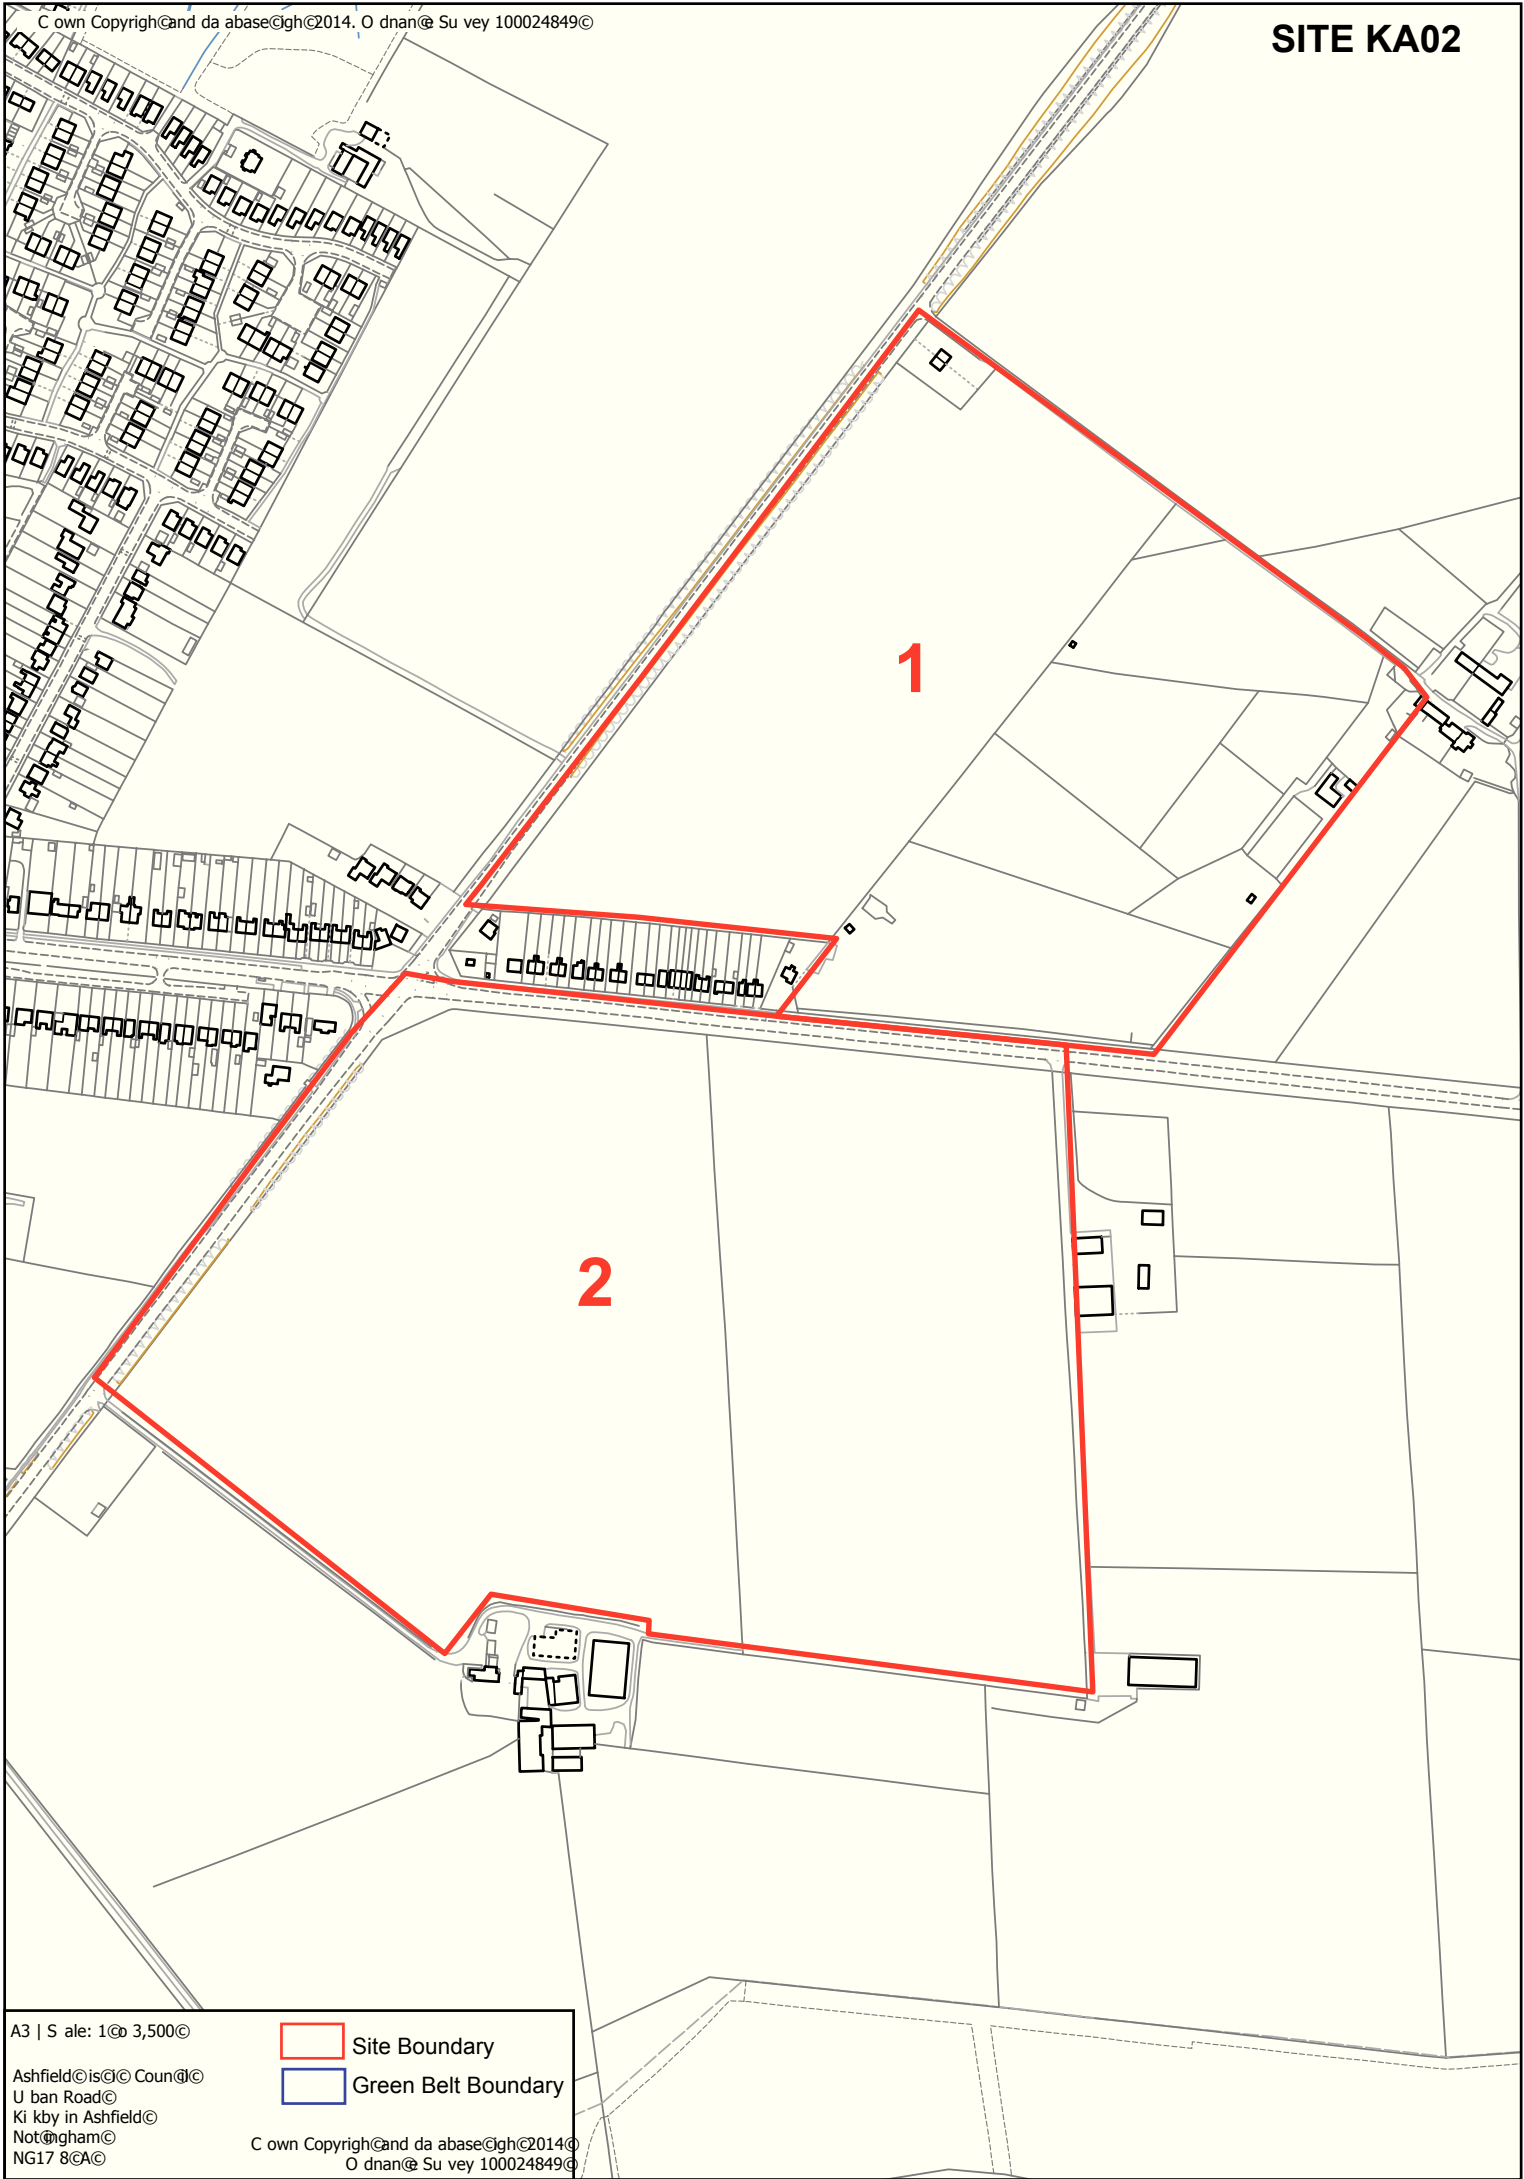 C own Copyrigh©and da abase©igh©2014. O dnan©e Su vey 100024849©
SITE KA02
1
2
A3 | S ale: 1©o 3,500©
Site Boundary
Green Belt Boundary
Ashfield©is©i© Coun©il©
U ban Road©
Ki kby in Ashfield©
Not©ingham©
NG17 8©A©
C own Copyrigh©and da abase©igh©2014©
O dnan©e Su vey 100024849©